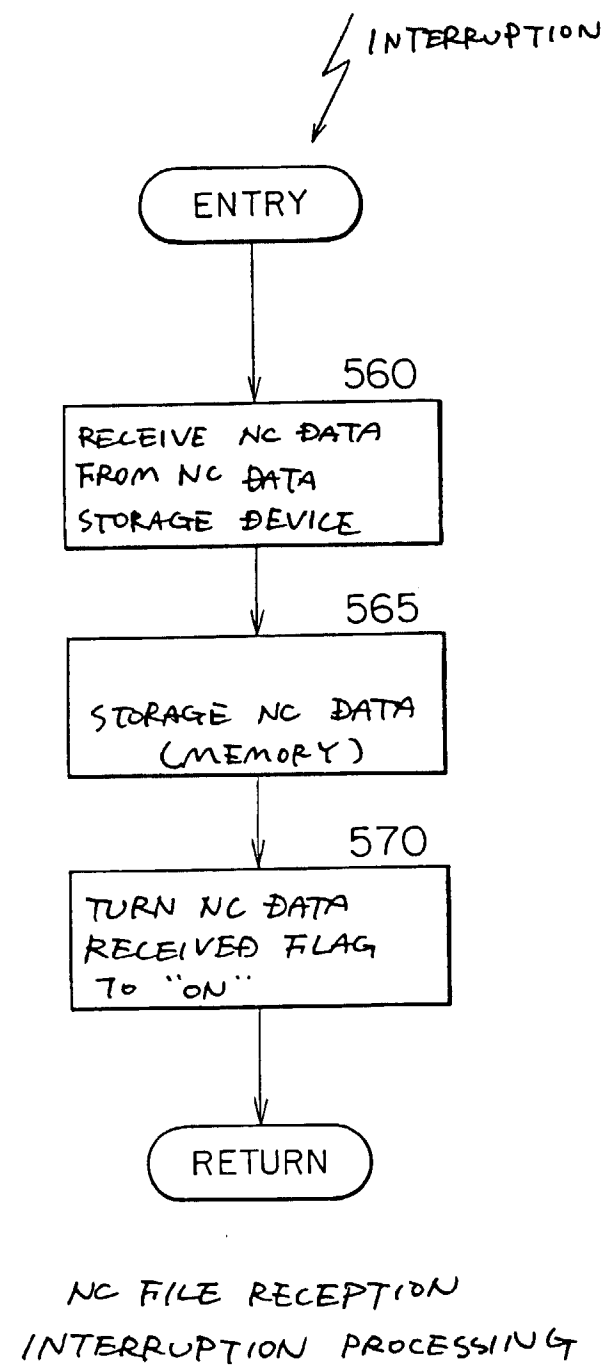 INTERRUPTION
ENTRY
560
RECEIVE NC DATA
FROM NC DATA
STORAGE DEVICE
565
STORAGE NC DATA
(MEMORY)
570
TURN NC DATA
RECEIVED FLAG
TO "ON"
RETURN
NC FILE RECEPTION
INTERRUPTION PROCESSIING